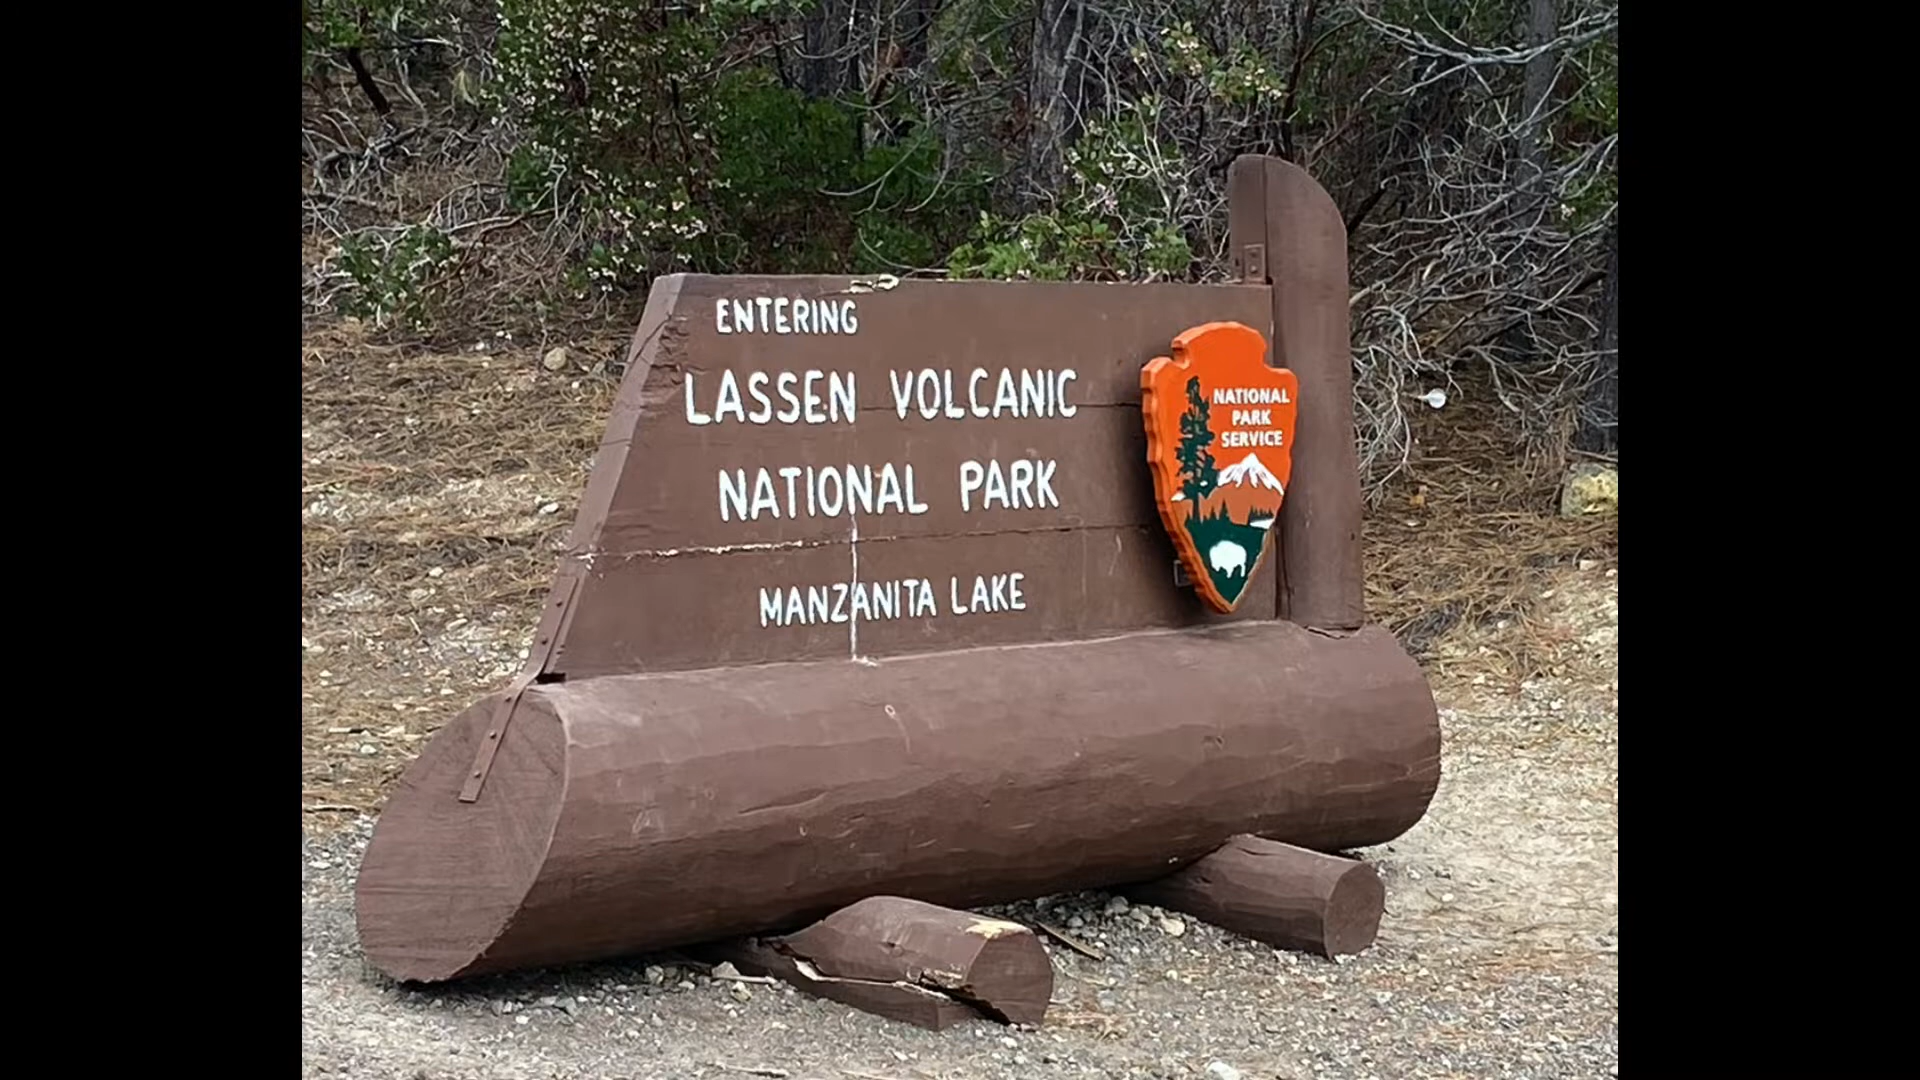 ENTERING
LASSEN VOLCANIC
NATIONAL PARK
MANZANITA LAKE
NATIONAL
PARK
SERVICE